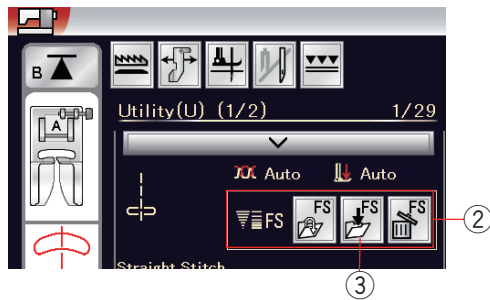 B
Utility(U) (1/2) 1/29
A
Auto Auto
FS FS FS FS
②
Straight Stitch
③